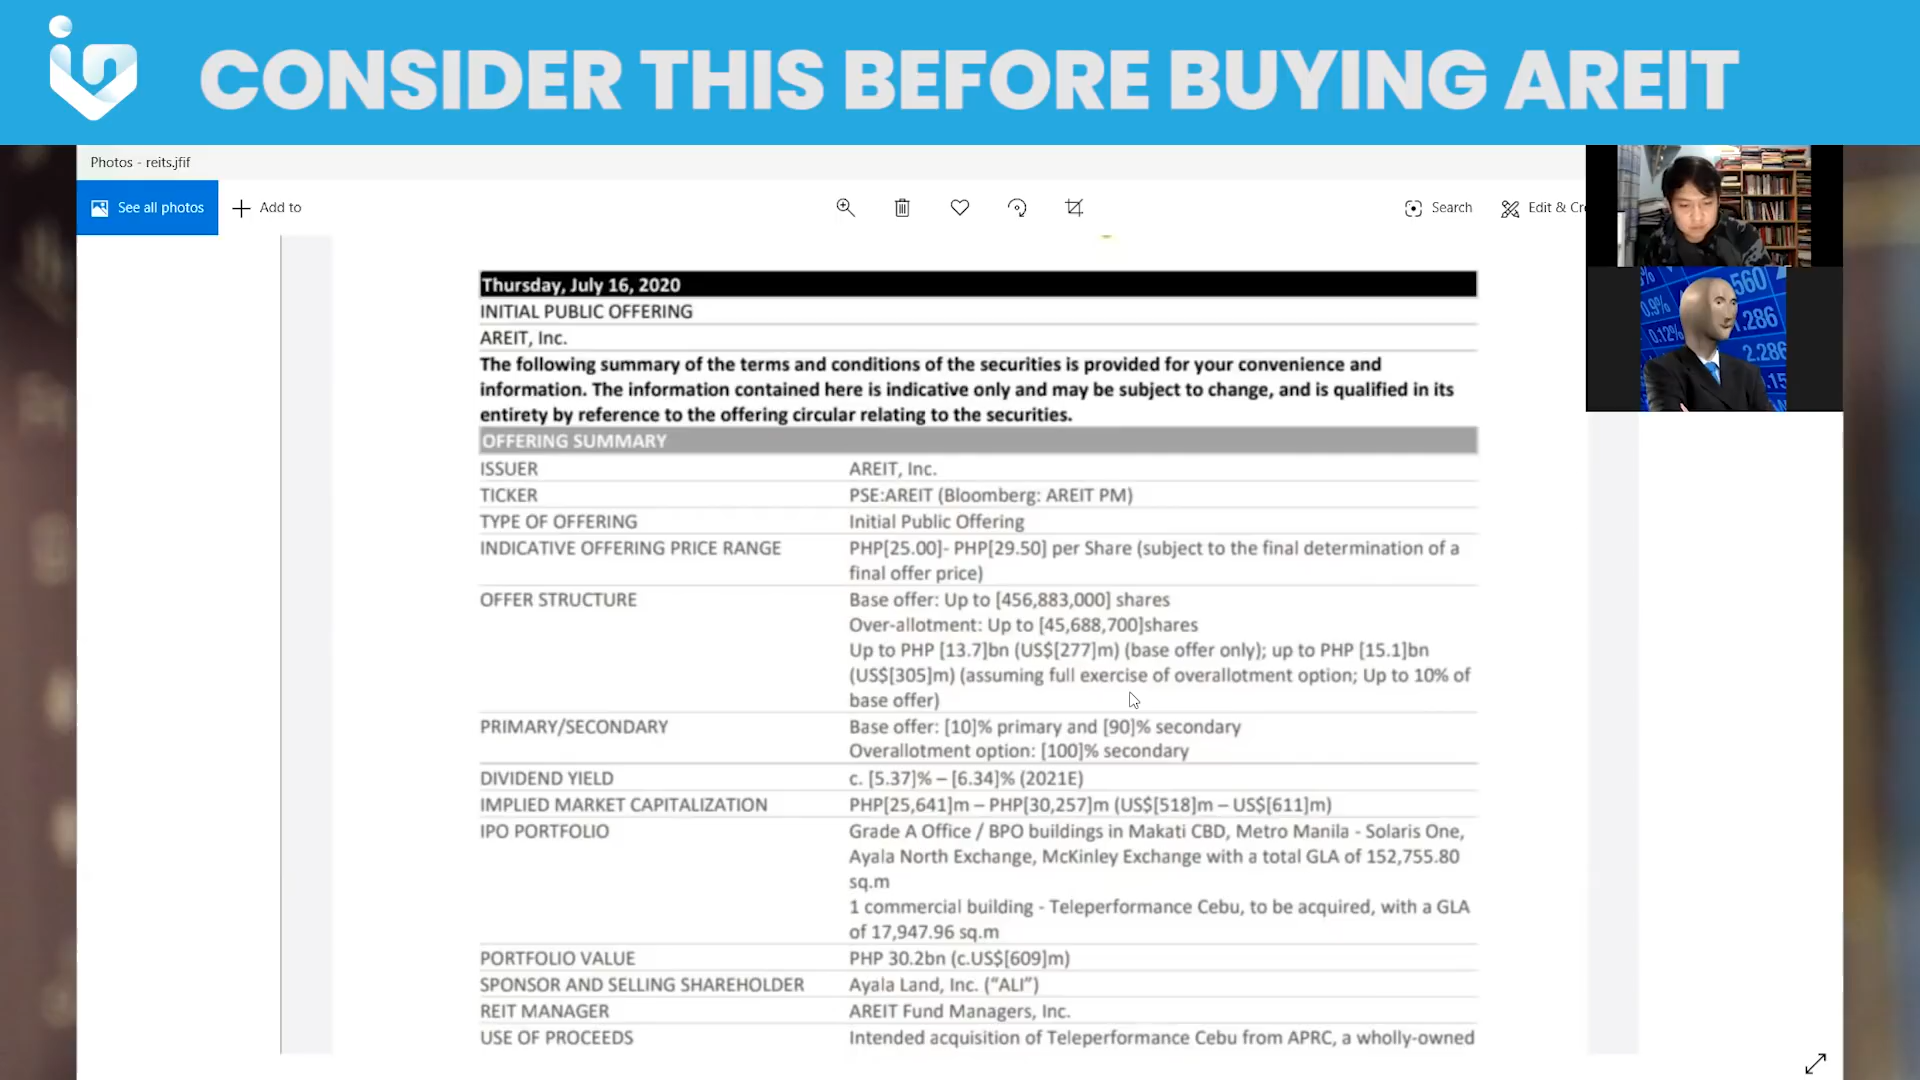 CONSIDER THIS BEFORE BUYING AREIT
Photos - reits.jfif
See all photos
Add to
Search
Edit & Cr
Thursday, July 16, 2020
INITIAL PUBLIC OFFERING
AREIT, Inc.
The following summary of the terms and conditions of the securities is provided for your convenience and
information. The information contained here is indicative only and may be subject to change, and is qualified in its
entirety by reference to the offering circular relating to the securities.
OFFERING SUMMARY
ISSUER AREIT, Inc.
TICKER PSE:AREIT (Bloomberg: AREIT PM)
TYPE OF OFFERING Initial Public Offering
INDICATIVE OFFERING PRICE RANGE PHP[25.00]- PHP[29.50] per Share (subject to the final determination of a
final offer price)
OFFER STRUCTURE Base offer: Up to [456,883,000] shares
Over-allotment: Up to [45,688,700]shares
Up to PHP [13.7]bn (US$[277]m) (base offer only); up to PHP [15.1]bn
(US$[305]m) (assuming full exercise of overallotment option; Up to 10% of
base offer)
PRIMARY/SECONDARY Base offer: [10]% primary and [90]% secondary
Overallotment option: [100]% secondary
DIVIDEND YIELD c. [5.37]% – [6.34]% (2021E)
IMPLIED MARKET CAPITALIZATION PHP[25,641]m – PHP[30,257]m (US$[518]m – US$[611]m)
IPO PORTFOLIO Grade A Office / BPO buildings in Makati CBD, Metro Manila - Solaris One,
Ayala North Exchange, McKinley Exchange with a total GLA of 152,755.80
sq.m
1 commercial building - Teleperformance Cebu, to be acquired, with a GLA
of 17,947.96 sq.m
PORTFOLIO VALUE PHP 30.2bn (c.US$[609]m)
SPONSOR AND SELLING SHAREHOLDER Ayala Land, Inc. (“ALI”)
REIT MANAGER AREIT Fund Managers, Inc.
USE OF PROCEEDS Intended acquisition of Teleperformance Cebu from APRC, a wholly-owned
560
0.9%
1.286
0.12%
2.286
.15